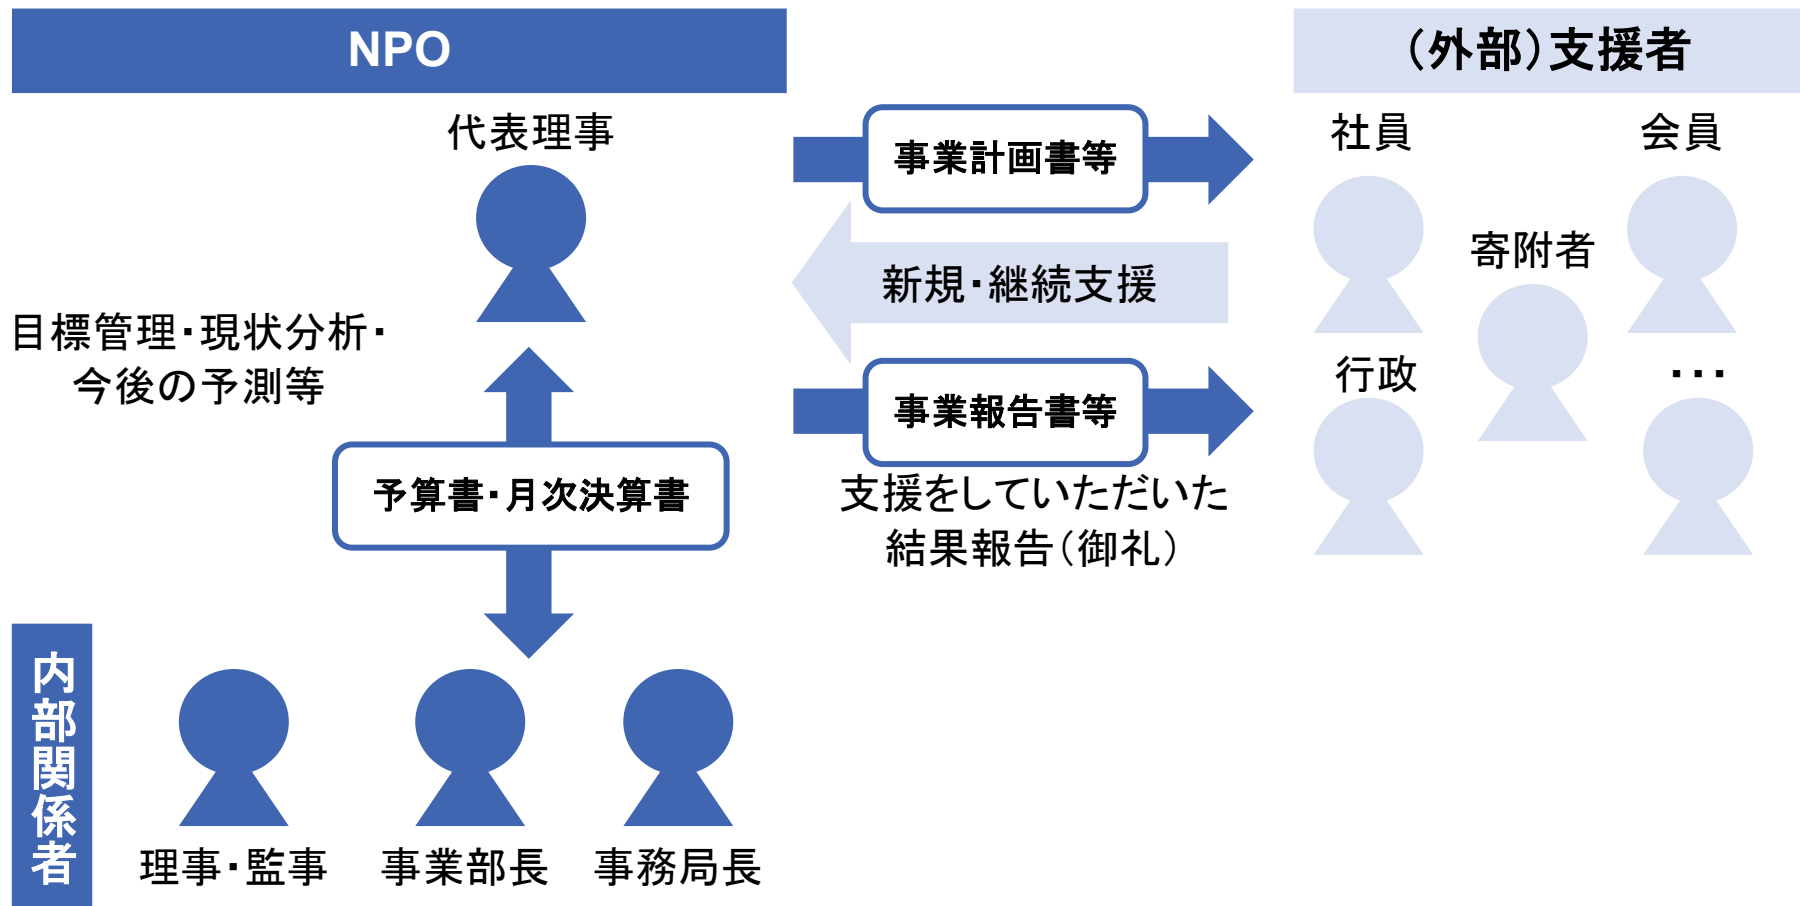 NPO
(外部)支援者
代表理事
事業計画書等
社員
会員
新規・継続支援
寄附者
目標管理・現状分析・
今後の予測等
行政
・・・
事業報告書等
予算書・月次決算書
支援をしていただいた
結果報告(御礼)
内部関係者
理事・監事
事業部長
事務局長